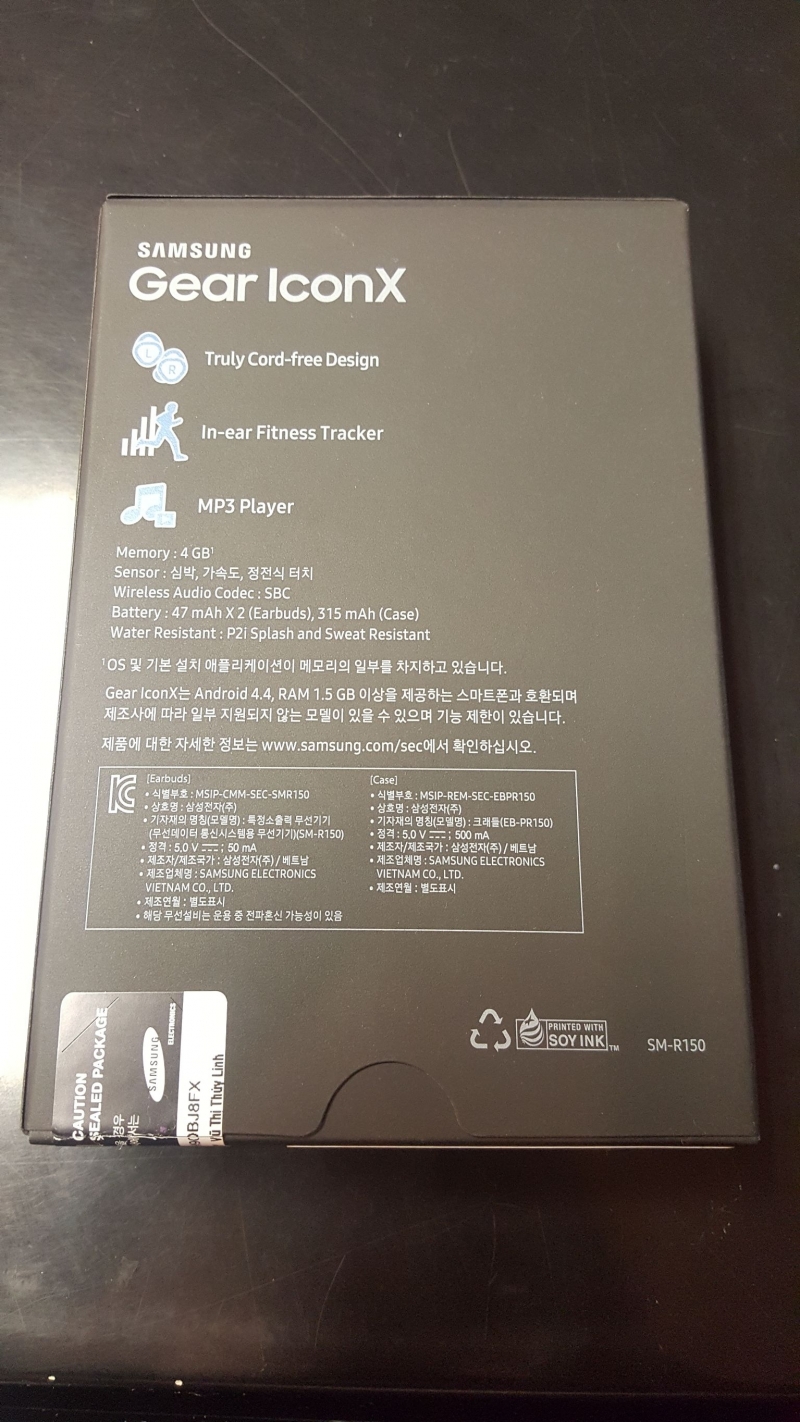 SAMSUNG
Gear IconX
L
R
Truly Cord-free Design
In-ear Fitness Tracker
MP3 Player
Memory : 4 GB¹
Sensor : 심박, 가속도, 정전식 터치
Wireless Audio Codec : SBC
Battery : 47 mAh X 2 (Earbuds), 315 mAh (Case)
Water Resistant : P2i Splash and Sweat Resistant
¹OS 및 기본 설치 애플리케이션이 메모리의 일부를 차지하고 있습니다.
Gear IconX는 Android 4.4, RAM 1.5 GB 이상을 제공하는 스마트폰과 호환되며
제조사에 따라 일부 지원되지 않는 모델이 있을 수 있으며 기능 제한이 있습니다.
제품에 대한 자세한 정보는 www.samsung.com/sec에서 확인하십시오.
[Earbuds]
• 식별부호 : MSIP-CMM-SEC-SMR150
• 상호명 : 삼성전자(주)
• 기자재의 명칭(모델명) : 특정소출력 무선기기
(무선데이터 통신시스템용 무선기기)(SM-R150)
• 정격 : 5.0 V ⎓ ; 50 mA
• 제조자/제조국가 : 삼성전자(주) / 베트남
• 제조업체명 : SAMSUNG ELECTRONICS
VIETNAM CO., LTD.
• 제조연월 : 별도표시
• 해당 무선설비는 운용 중 전파혼신 가능성이 있음
[Case]
• 식별부호 : MSIP-REM-SEC-EBPR150
• 상호명 : 삼성전자(주)
• 기자재의 명칭(모델명) : 크래들(EB-PR150)
• 정격 : 5.0 V ⎓ ; 500 mA
• 제조자/제조국가 : 삼성전자(주) / 베트남
• 제조업체명 : SAMSUNG ELECTRONICS
VIETNAM CO., LTD.
• 제조연월 : 별도표시
CAUTION
SEALED PACKAGE
경우
SAMSUNG
ELECTRONICS
0BJ8FX
Vũ Thị Thùy Linh
PRINTED WITH
SOY INK™
SM-R150